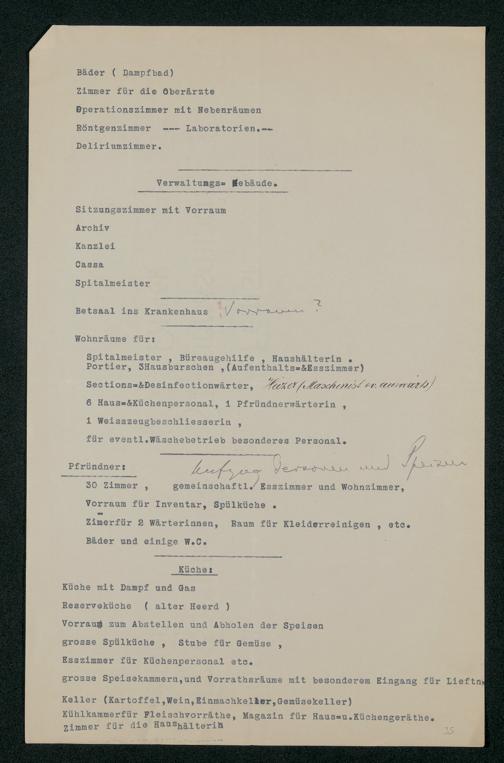 Bäder ( Dampfbad)
Zimmer für die Oberärzte
Operationszimmer mit Nebenräumen
Röntgenzimmer --- Laboratorien.--
Deliriumzimmer.
Verwaltungs= Gebäude.
Sitzungszimmer mit Vorraum
Archiv
Kanzlei
Cassa
Spitalmeister
Betsaal ins Krankenhaus Vorraum ?
Wohnräume für:
Spitalmeister , Büreaugehilfe , Haushälterin .
Portier, 3Hausburschen ,(Aufenthalts=&Esszimmer)
Sections=&Desinfectionwärter, Heizer (Maschinist ev. auswärts)
6 Haus=&Küchenpersonal, 1 Pfründnerwärterin ,
1 Weisszeugbeschliesserin ,
für eventl.Wäschebetrieb besonderes Personal.
Aufzug Personen und Speisen
Pfründner:
30 Zimmer , gemeinschaftl. Esszimmer und Wohnzimmer,
Vorraum für Inventar, Spülküche .
Zimerfür 2 Wärterinnen, Raum für Kleiderreinigen , etc.
Bäder und einige W.C.
Küche:
Küche mit Dampf und Gas
Reserveküche ( alter Heerd )
Vorraum zum Abstellen und Abholen der Speisen
grosse Spülküche , Stube für Gemüse ,
Esszimmer für Küchenpersonal etc.
grosse Speisekammern,und Vorrathsräume mit besonderem Eingang für Lieftn.
Keller (Kartoffel,Wein,Einmachkeller,Gemüsekeller)
Kühlkammerfür Fleischvorräthe, Magazin für Haus=u.Küchengeräthe.
Zimmer für die Haushälterin
35